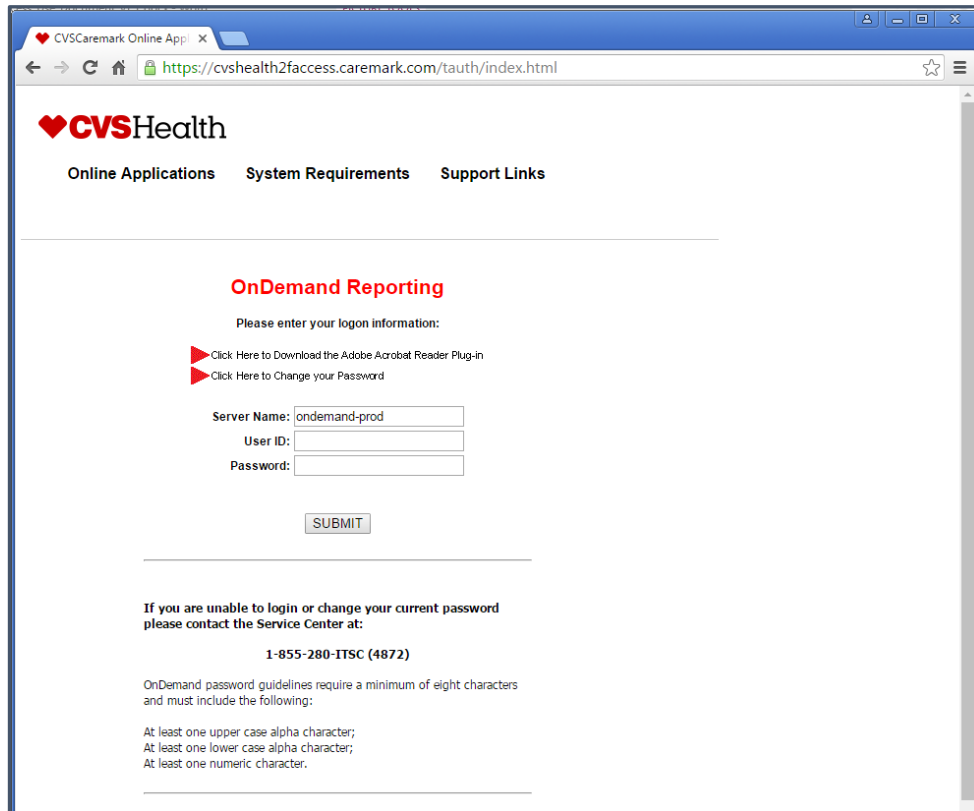 CVSCaremark Online Appl
https://cvshealth2faccess.caremark.com/tauth/index.html
CVSHealth
Online Applications System Requirements Support Links
OnDemand Reporting
Please enter your logon information:
Click Here to Download the Adobe Acrobat Reader Plug-in
Click Here to Change your Password
Server Name: ondemand-prod
User ID:
Password:
SUBMIT
If you are unable to login or change your current password
please contact the Service Center at:
1-855-280-ITSC (4872)
OnDemand password guidelines require a minimum of eight characters
and must include the following:
At least one upper case alpha character;
At least one lower case alpha character;
At least one numeric character.